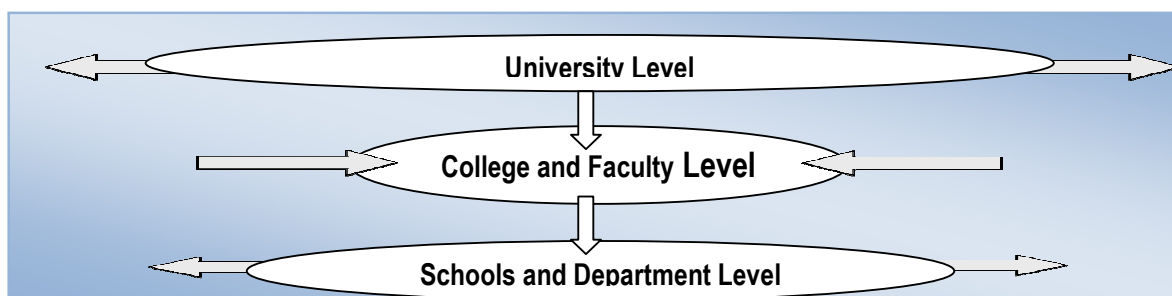 University Level
College and Faculty Level
Schools and Department Level